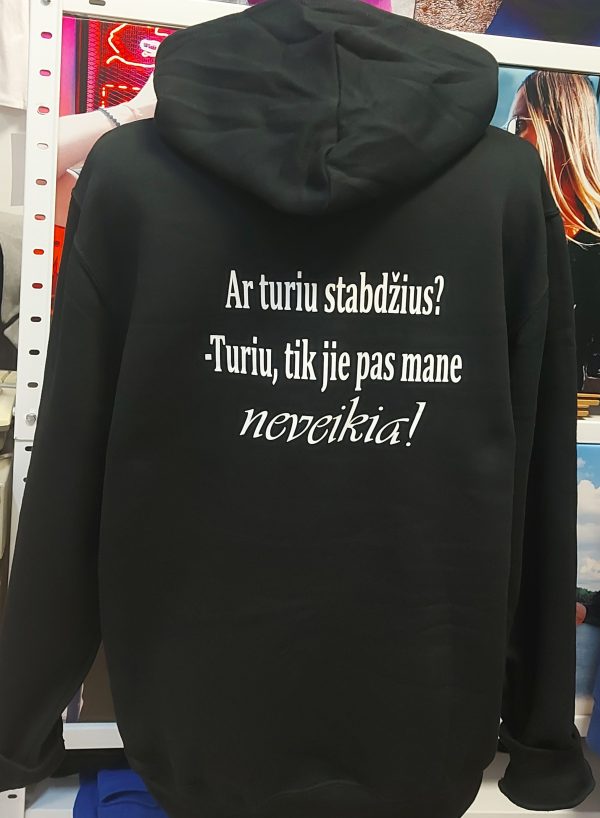 Ar turiu stabdžius?
-Turiu, tik jie pas mane
neveikia!